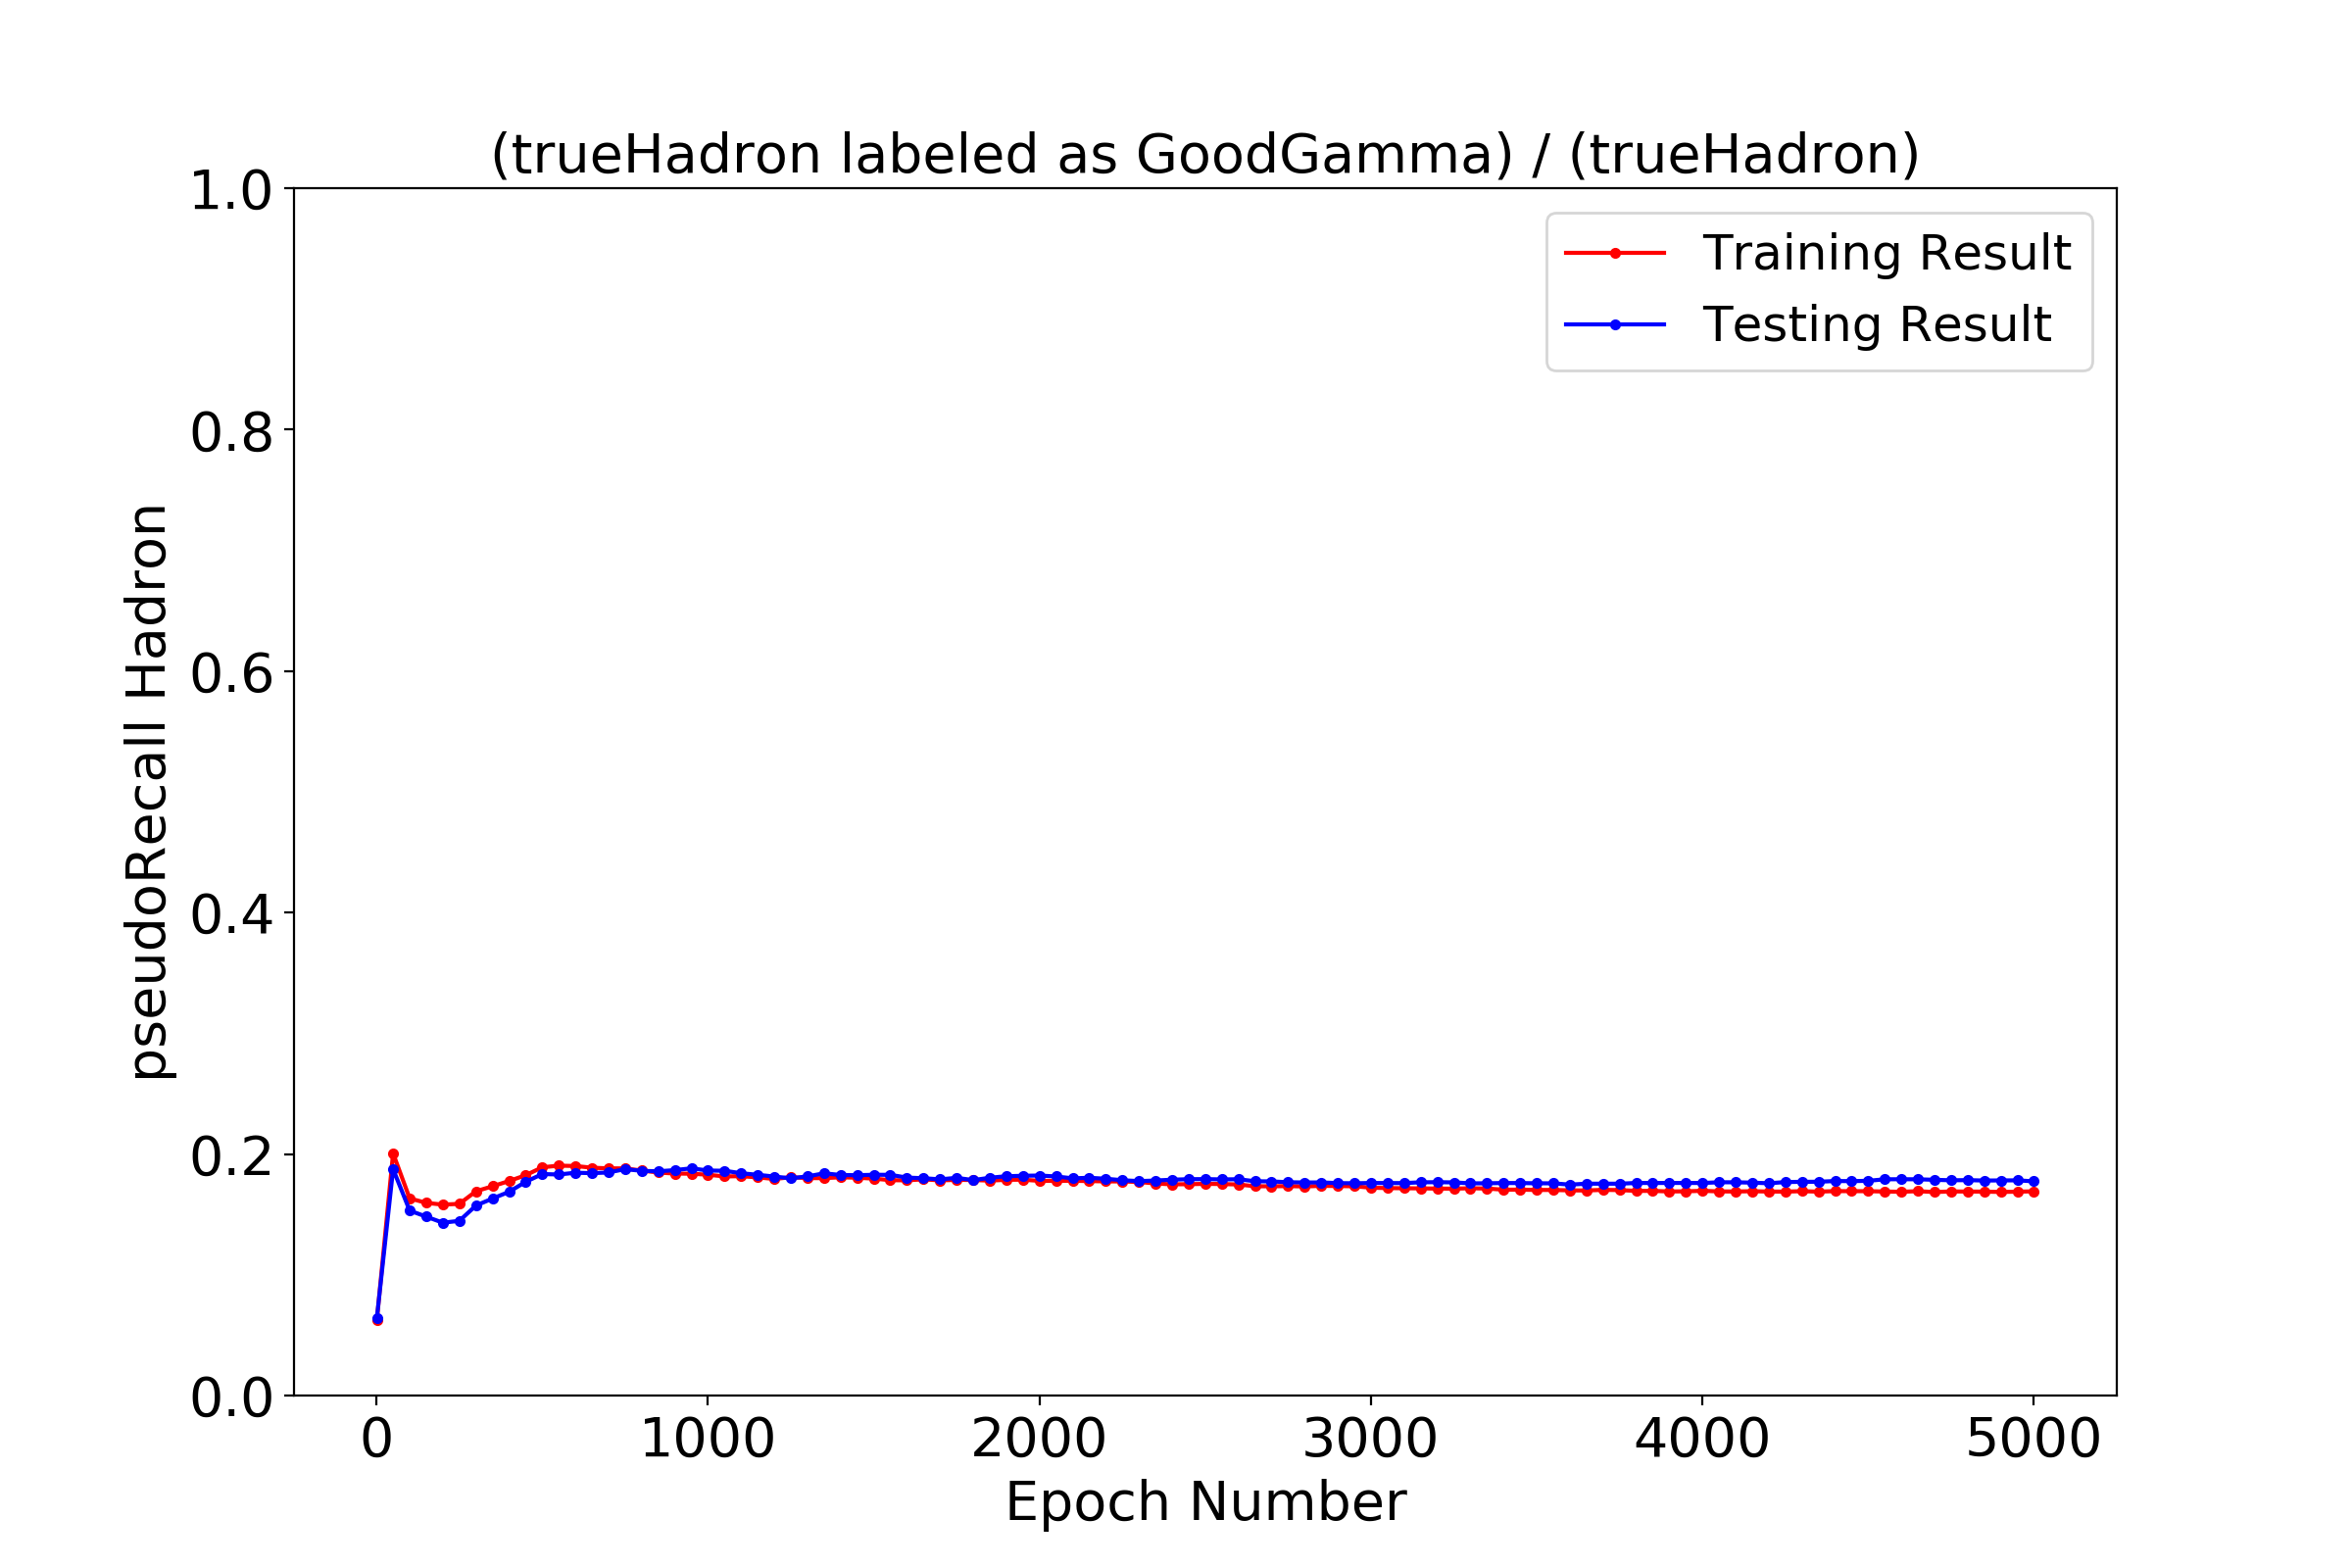 (trueHadron labeled as GoodGamma) / (trueHadron)
1.0
0.8
0.6
0.4
0.2
0.0
pseudoRecall Hadron
Training Result
Testing Result
0 1000 2000 3000 4000 5000
Epoch Number